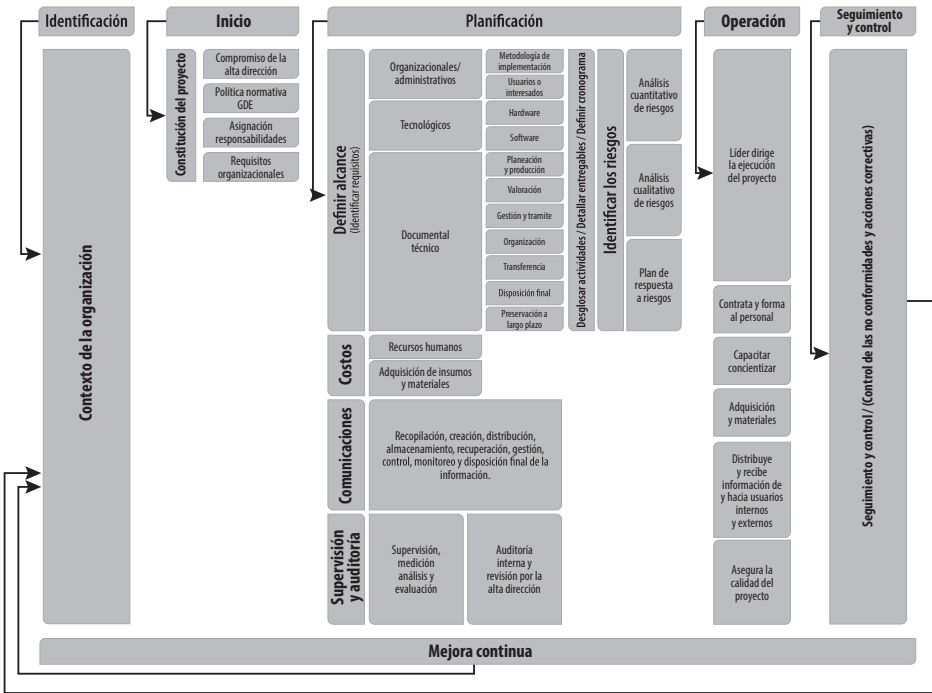 Identificación
Contexto de la organización
Inicio
Constitución del proyecto
Compromiso de la
alta dirección
Política normativa
GDE
Asignación
responsabilidades
Requisitos
organizacionales
Planificación
Definir alcance
(Identificar requisitos)
Organizacionales/
administrativos
Tecnológicos
Documental
técnico
Metodología de
implementación
Usuarios o
interesados
Hardware
Software
Planeación
y producción
Valoración
Gestión y tramite
Organización
Transferencia
Disposición final
Preservación a
largo plazo
Desglosar actividades / Detallar entregables / Definir cronograma
Identificar los riesgos
Análisis
cuantitativo
de riesgos
Análisis
cualitativo
de riesgos
Plan de
respuesta
a riesgos
Costos
Recursos humanos
Adquisición de insumos
y materiales
Comunicaciones
Recopilación, creación, distribución,
almacenamiento, recuperación, gestión,
control, monitoreo y disposición final de la
información.
Supervisión
y auditoría
Supervisión,
medición
análisis y
evaluación
Auditoría
interna y
revisión por la
alta dirección
Operación
Líder dirige
la ejecución
del proyecto
Contrata y forma
al personal
Capacitar
concientizar
Adquisición
y materiales
Distribuye
y recibe
información de
y hacia usuarios
internos
y externos
Asegura la
calidad del
proyecto
Seguimiento
y control
Seguimiento y control / (Control de las no conformidades y acciones correctivas)
Mejora continua